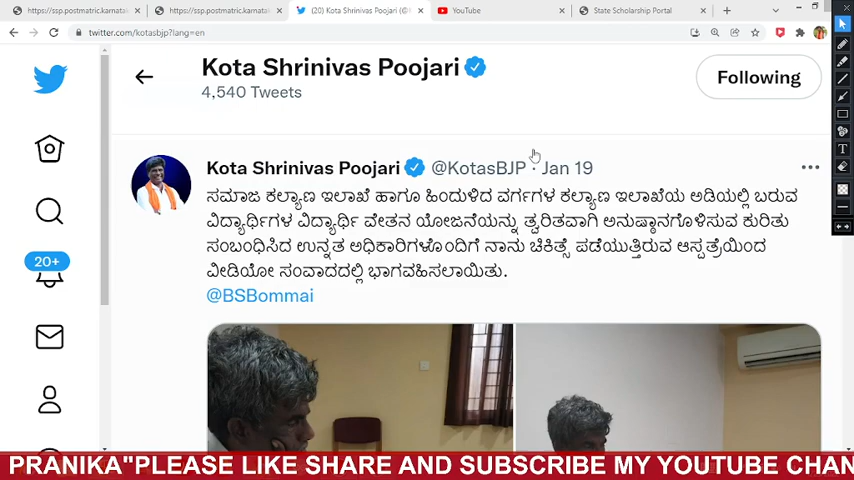 https://ssp.postmatric.karnata
https://ssp.postmatric.karnata
(20) Kota Shrinivas Poojari (@
YouTube
State Scholarship Portal
twitter.com/kotasbjp?lang=en
Kota Shrinivas Poojari
4,540 Tweets
Following
Kota Shrinivas Poojari @KotasBJP · Jan 19
ಸಮಾಜ ಕಲ್ಯಾಣ ಇಲಾಖೆ ಹಾಗೂ ಹಿಂದುಳಿದ ವರ್ಗಗಳ ಕಲ್ಯಾಣ ಇಲಾಖೆಯ ಅಡಿಯಲ್ಲಿ ಬರುವ
ವಿದ್ಯಾರ್ಥಿಗಳ ವಿದ್ಯಾರ್ಥಿ ವೇತನ ಯೋಜನೆಯನ್ನು ತ್ವರಿತವಾಗಿ ಅನುಷ್ಠಾನಗೊಳಿಸುವ ಕುರಿತು
ಸಂಬಂಧಿಸಿದ ಉನ್ನತ ಅಧಿಕಾರಿಗಳೊಂದಿಗೆ ನಾನು ಚಿಕಿತ್ಸೆ ಪಡೆಯುತ್ತಿರುವ ಆಸ್ಪತ್ರೆಯಿಂದ
ವೀಡಿಯೋ ಸಂವಾದದಲ್ಲಿ ಭಾಗವಹಿಸಲಾಯಿತು.
@BSBommai
20+
PRANIKA"PLEASE LIKE SHARE AND SUBSCRIBE MY YOUTUBE CHAN